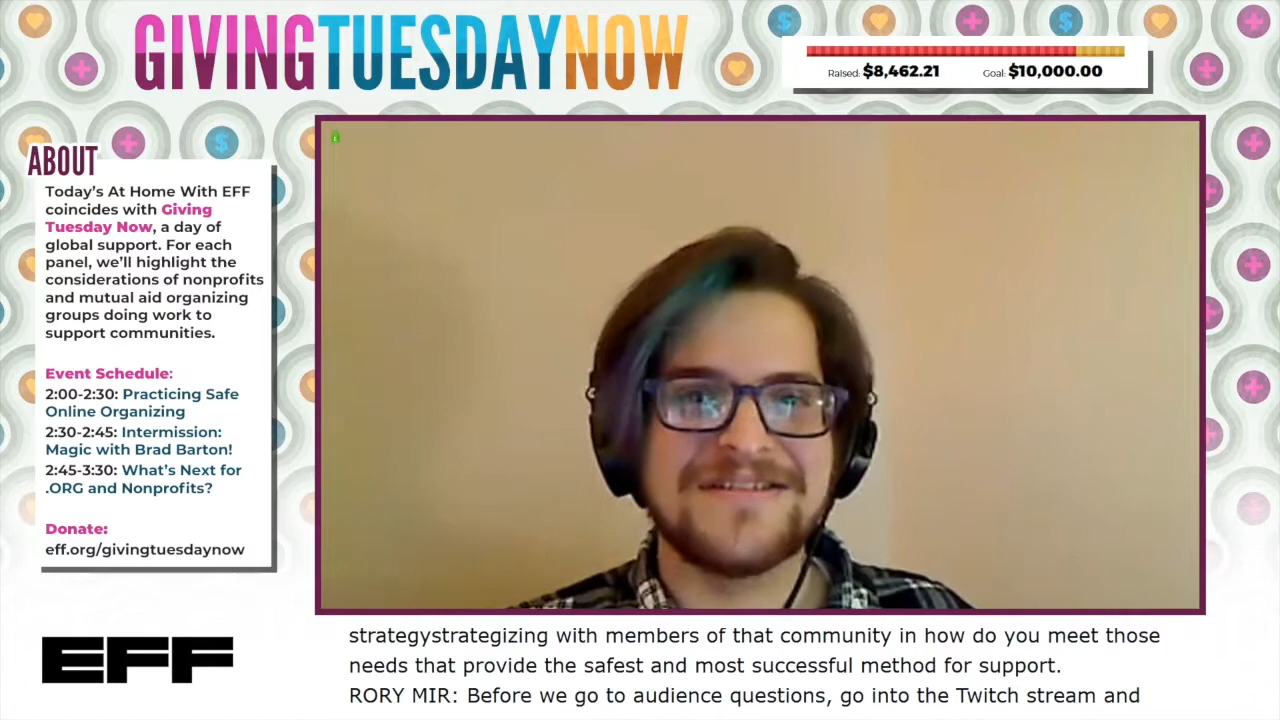 GIVINGTUESDAYNOW
Raised: $8,462.21
Goal: $10,000.00
ABOUT
Today's At Home With EFF
coincides with Giving
Tuesday Now, a day of
global support. For each
panel, we'll highlight the
considerations of nonprofits
and mutual aid organizing
groups doing work to
support communities.
Event Schedule:
2:00-2:30: Practicing Safe
Online Organizing
2:30-2:45: Intermission:
Magic with Brad Barton!
2:45-3:30: What's Next for
.ORG and Nonprofits?
Donate:
eff.org/givingtuesdaynow
EFF
strategystrategizing with members of that community in how do you meet those
needs that provide the safest and most successful method for support.
RORY MIR: Before we go to audience questions, go into the Twitch stream and